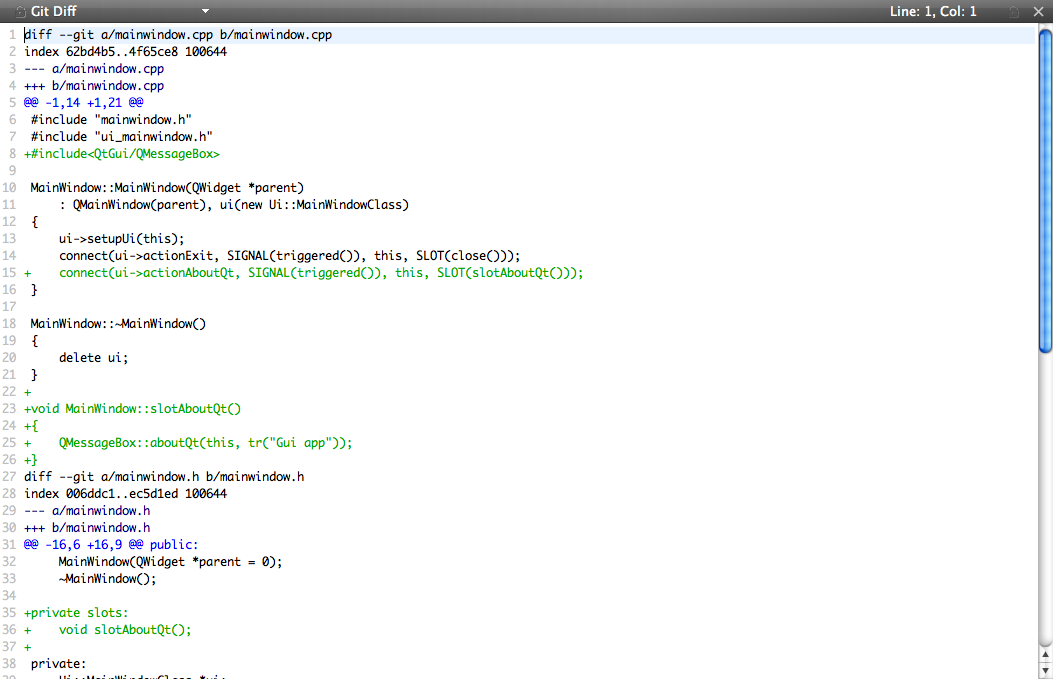 Git Diff
Line: 1, Col: 1
1 diff --git a/mainwindow.cpp b/mainwindow.cpp
2 index 62bd4b5..4f65ce8 100644
3 --- a/mainwindow.cpp
4 +++ b/mainwindow.cpp
5 @@ -1,14 +1,21 @@
6  #include "mainwindow.h"
7  #include "ui_mainwindow.h"
8 +#include<QtGui/QMessageBox>
9
10  MainWindow::MainWindow(QWidget *parent)
11      : QMainWindow(parent), ui(new Ui::MainWindowClass)
12  {
13      ui->setupUi(this);
14      connect(ui->actionExit, SIGNAL(triggered()), this, SLOT(close()));
15 +    connect(ui->actionAboutQt, SIGNAL(triggered()), this, SLOT(slotAboutQt()));
16  }
17
18  MainWindow::~MainWindow()
19  {
20      delete ui;
21  }
22 +
23 +void MainWindow::slotAboutQt()
24 +{
25 +    QMessageBox::aboutQt(this, tr("Gui app"));
26 +}
27 diff --git a/mainwindow.h b/mainwindow.h
28 index 006ddc1..ec5d1ed 100644
29 --- a/mainwindow.h
30 +++ b/mainwindow.h
31 @@ -16,6 +16,9 @@ public:
32      MainWindow(QWidget *parent = 0);
33      ~MainWindow();
34
35 +private slots:
36 +    void slotAboutQt();
37 +
38  private: